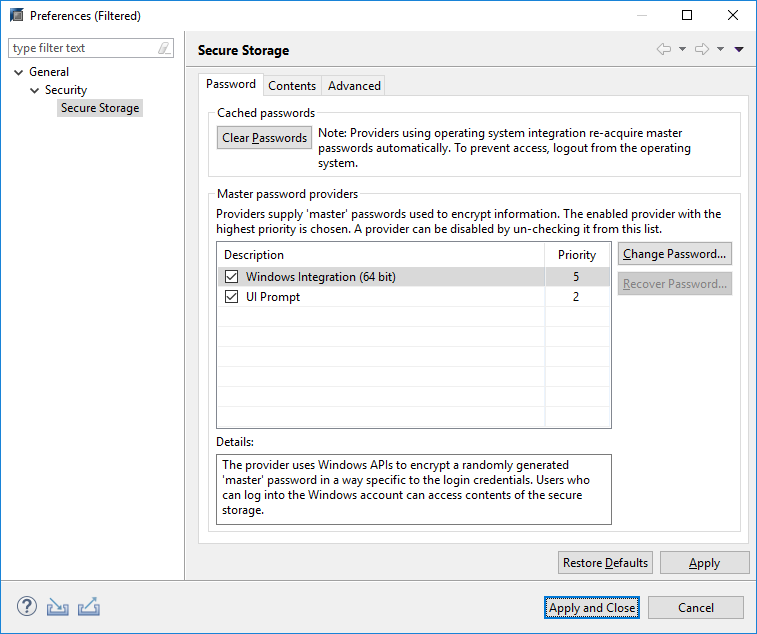 Preferences (Filtered)
type filter text
General
Security
Secure Storage
Secure Storage
Password
Contents
Advanced
Cached passwords
Clear Passwords
Note: Providers using operating system integration re-acquire master
passwords automatically. To prevent access, logout from the operating
system.
Master password providers
Providers supply 'master' passwords used to encrypt information. The enabled provider with the
highest priority is chosen. A provider can be disabled by un-checking it from this list.
Description Priority
Windows Integration (64 bit) 5
UI Prompt 2
Change Password...
Recover Password...
Details:
The provider uses Windows APIs to encrypt a randomly generated
'master' password in a way specific to the login credentials. Users who
can log into the Windows account can access contents of the secure
storage.
Restore Defaults
Apply
?
Apply and Close
Cancel